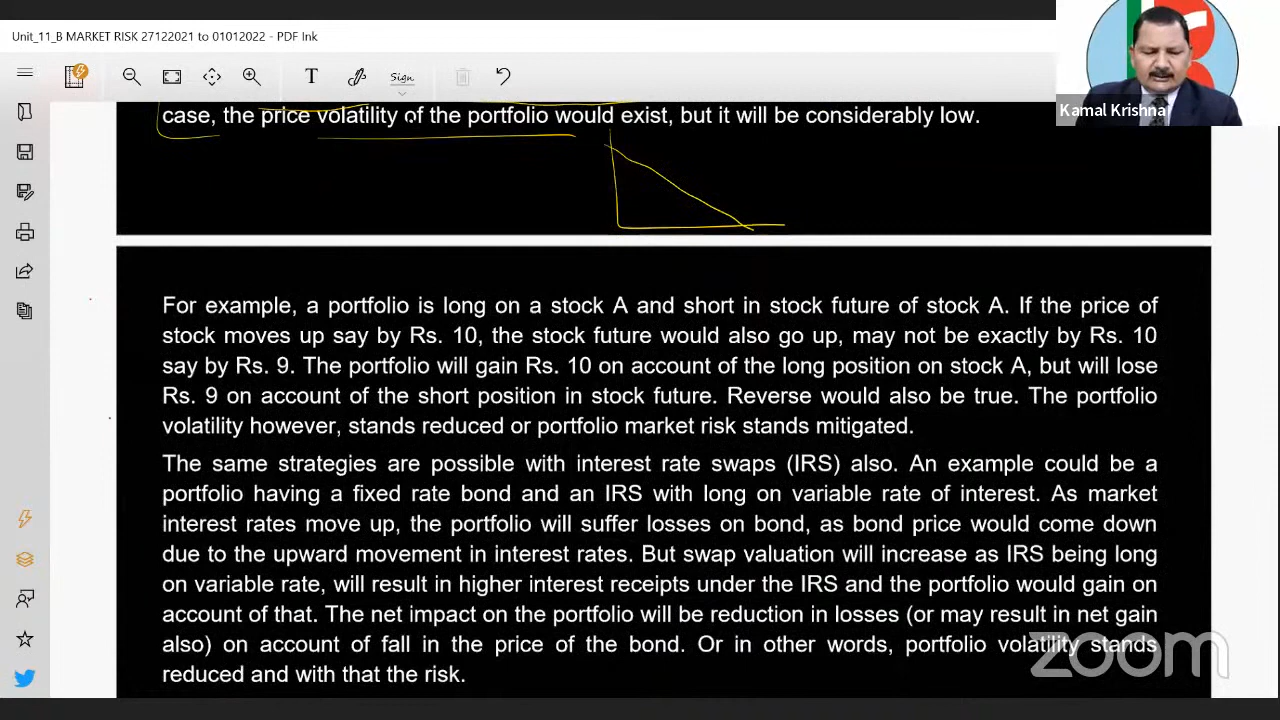 Unit_11_B MARKET RISK 27122021 to 01012022 - PDF Ink
T
Sign
Kamal Krishna
case, the price volatility of the portfolio would exist, but it will be considerably low.
For example, a portfolio is long on a stock A and short in stock future of stock A. If the price of
stock moves up say by Rs. 10, the stock future would also go up, may not be exactly by Rs. 10
say by Rs. 9. The portfolio will gain Rs. 10 on account of the long position on stock A, but will lose
Rs. 9 on account of the short position in stock future. Reverse would also be true. The portfolio
volatility however, stands reduced or portfolio market risk stands mitigated.
The same strategies are possible with interest rate swaps (IRS) also. An example could be a
portfolio having a fixed rate bond and an IRS with long on variable rate of interest. As market
interest rates move up, the portfolio will suffer losses on bond, as bond price would come down
due to the upward movement in interest rates. But swap valuation will increase as IRS being long
on variable rate, will result in higher interest receipts under the IRS and the portfolio would gain on
account of that. The net impact on the portfolio will be reduction in losses (or may result in net gain
also) on account of fall in the price of the bond. Or in other words, portfolio volatility stands
reduced and with that the risk.
zoom